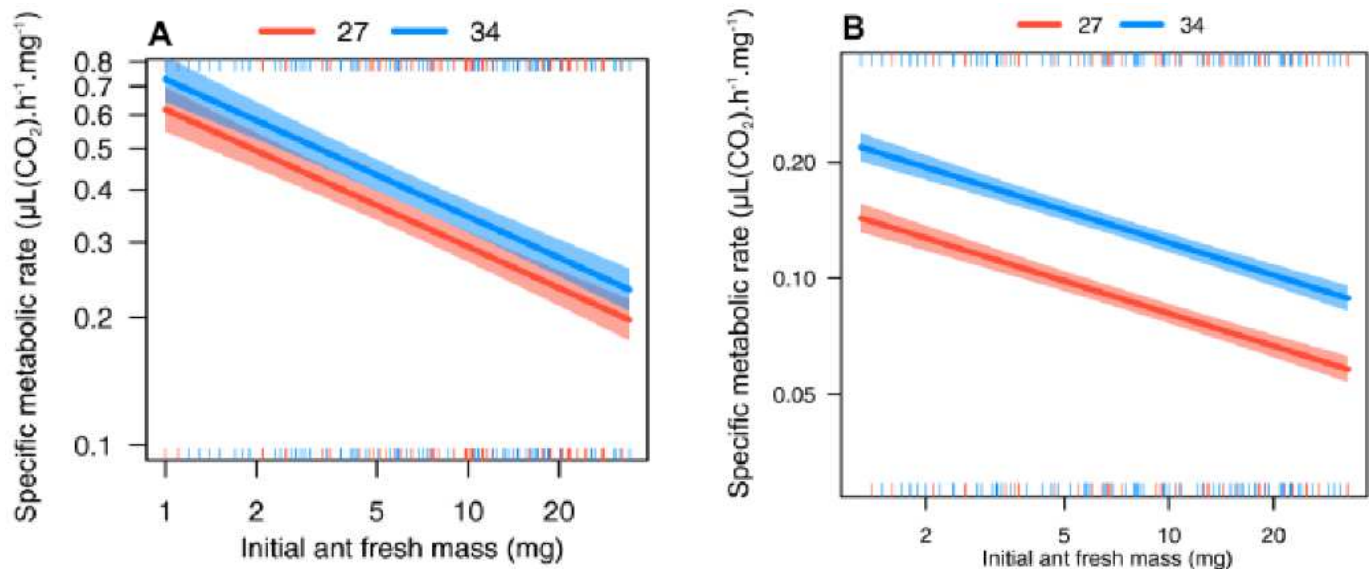 A
27 34
Specific metabolic rate (µL(CO₂).h⁻¹.mg⁻¹)
0.8
0.7
0.6
0.5
0.4
0.3
0.2
0.1
1 2 5 10 20
Initial ant fresh mass (mg)
B
27 34
Specific metabolic rate (µL(CO₂).h⁻¹.mg⁻¹)
0.20
0.10
0.05
2 5 10 20
Initial ant fresh mass (mg)